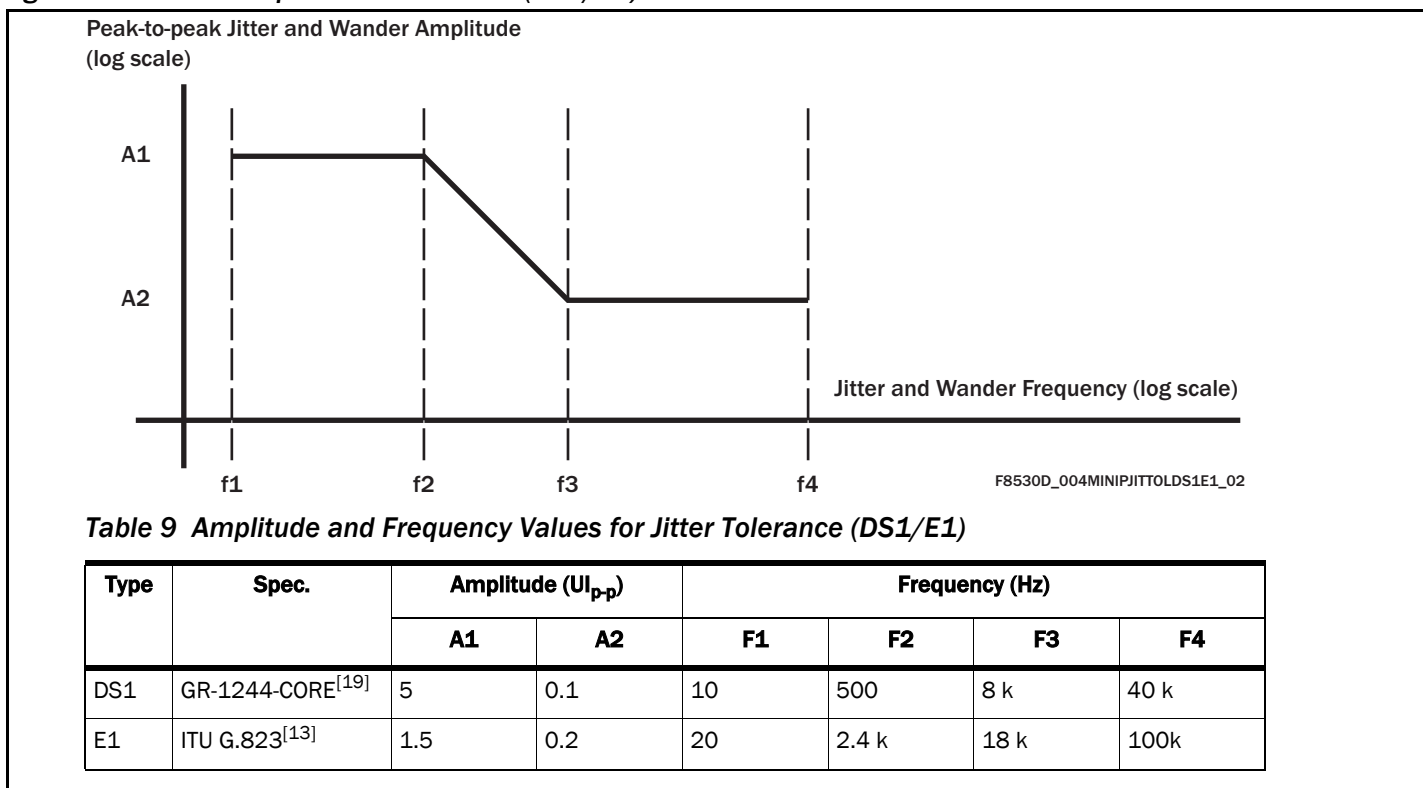 Peak-to-peak Jitter and Wander Amplitude
(log scale)
A1
A2
Jitter and Wander Frequency (log scale)
f1 f2 f3 f4
F8530D_004MINIPJITTOLDS1E1_02
Table 9 Amplitude and Frequency Values for Jitter Tolerance (DS1/E1)
Type Spec. Amplitude (UIp-p) Frequency (Hz)
A1 A2 F1 F2 F3 F4
DS1 GR-1244-CORE[19] 5 0.1 10 500 8 k 40 k
E1 ITU G.823[13] 1.5 0.2 20 2.4 k 18 k 100k